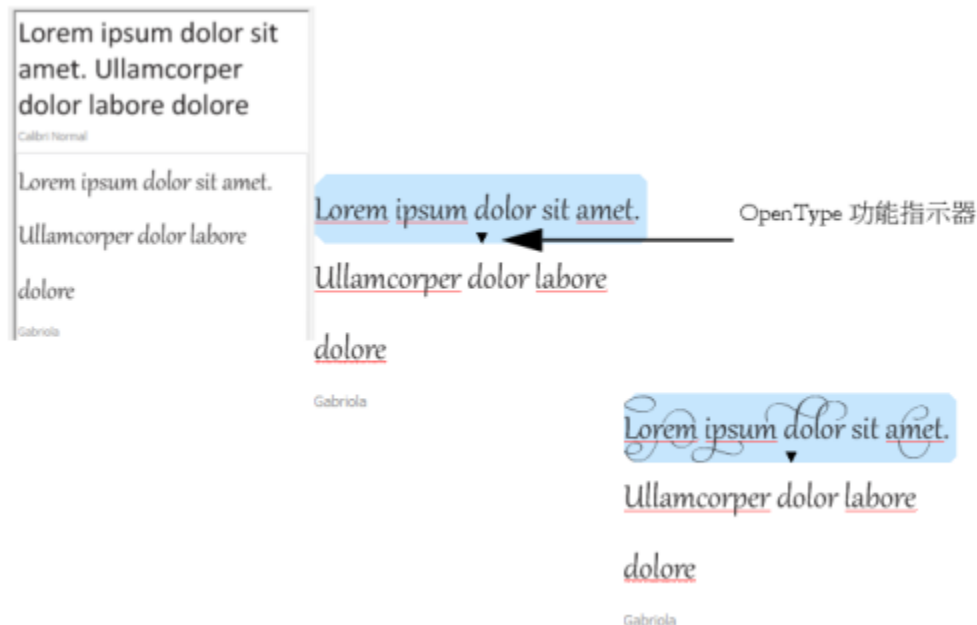 Lorem ipsum dolor sit
amet. Ullamcorper
dolor labore dolore
Calibri Normal
Lorem ipsum dolor sit amet.
Ullamcorper dolor labore
dolore
Gabriola
Lorem ipsum dolor sit amet.
Ullamcorper dolor labore
dolore
Gabriola
OpenType 功能指示器
Lorem ipsum dolor sit amet.
Ullamcorper dolor labore
dolore
Gabriola